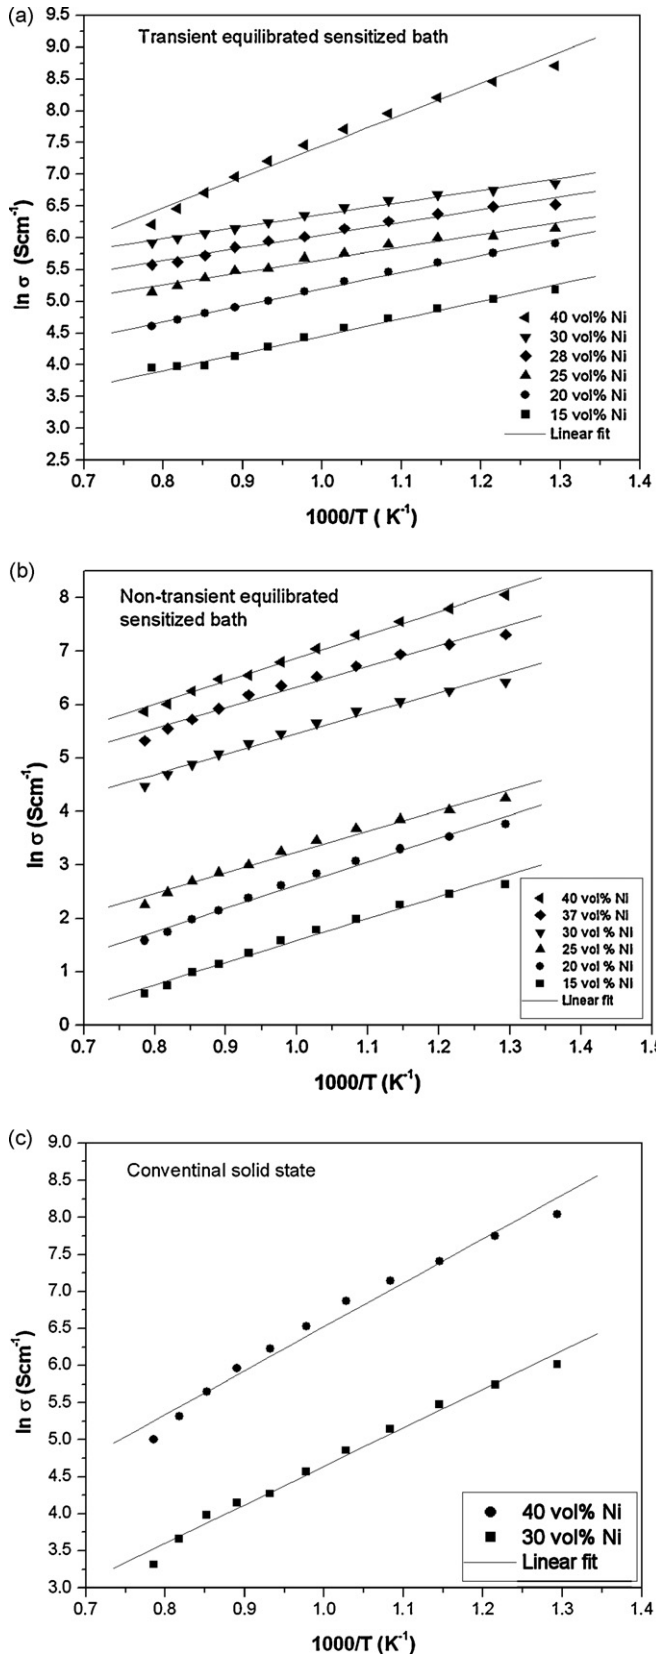 (a)
Transient equilibrated sensitized bath
9.5
9.0
8.5
8.0
7.5
7.0
6.5
6.0
5.5
5.0
4.5
4.0
3.5
3.0
2.5
ln σ (Scm⁻¹)
40 vol% Ni
30 vol% Ni
28 vol% Ni
25 vol% Ni
20 vol% Ni
15 vol% Ni
Linear fit
0.7 0.8 0.9 1.0 1.1 1.2 1.3 1.4
1000/T ( K⁻¹)
(b)
Non-transient equilibrated
sensitized bath
8
7
6
5
4
3
2
1
0
ln σ (Scm⁻¹)
40 vol% Ni
37 vol% Ni
30 vol % Ni
25 vol % Ni
20 vol % Ni
15 vol % Ni
Linear fit
0.7 0.8 0.9 1.0 1.1 1.2 1.3 1.4 1.5
1000/T (K⁻¹)
(c)
Conventinal solid state
9.0
8.5
8.0
7.5
7.0
6.5
6.0
5.5
5.0
4.5
4.0
3.5
3.0
ln σ (Scm⁻¹)
40 vol% Ni
30 vol% Ni
Linear fit
0.7 0.8 0.9 1.0 1.1 1.2 1.3 1.4
1000/T (K⁻¹)